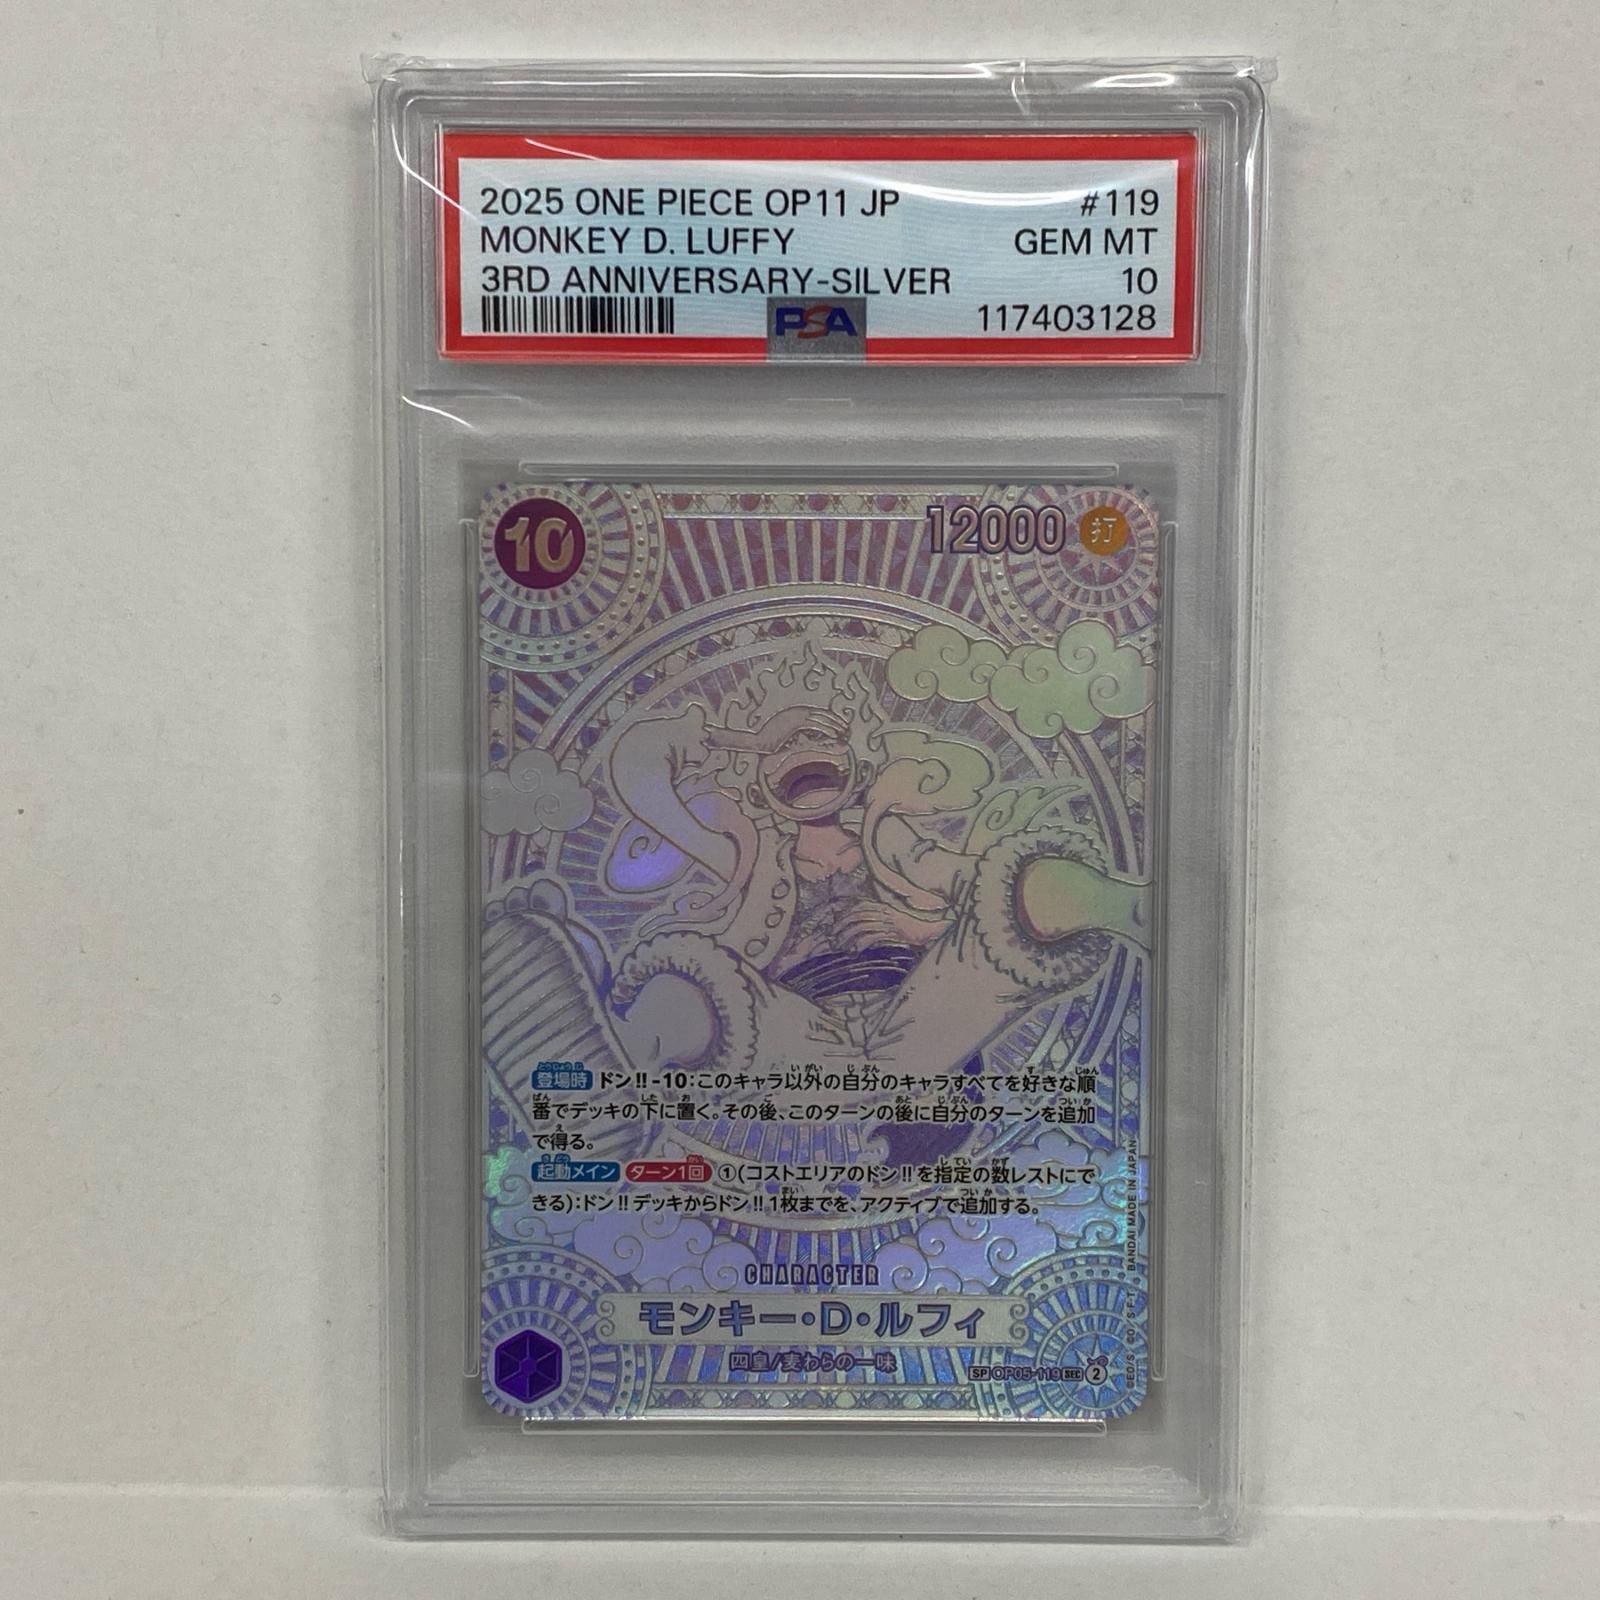 2025 ONE PIECE OP11 JP #119
MONKEY D. LUFFY GEM MT
3RD ANNIVERSARY-SILVER 10
PSA 117403128
10 12000 打
登場時 ドン!!-10:このキャラ以外の自分のキャラすべてを好きな順
番でデッキの下に置く。その後、このターンの後に自分のターンを追加
で得る。
起動メイン ターン1回 ①(コストエリアのドン!!を指定の数レストにで
きる):ドン!!デッキからドン!!1枚までを、アクティブで追加する。
CHARACTER
モンキー・D・ルフィ
四皇/麦わらの一味
SP OP05-119 SEC 2
©E.O/S. ©O/S・F・T・ BANDAI MADE IN JAPAN